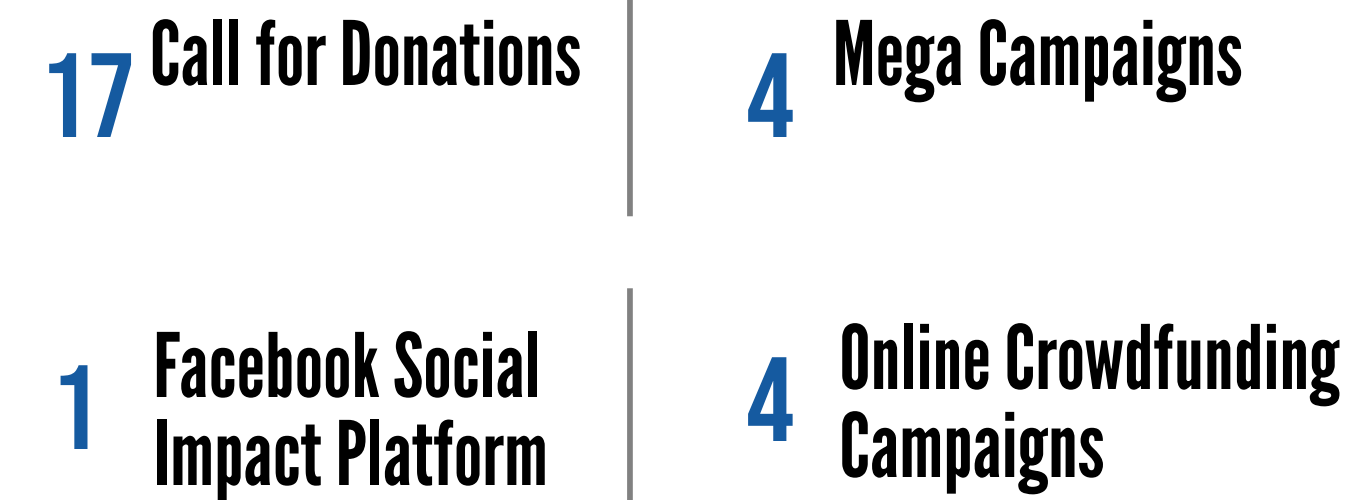 17 Call for Donations
4 Mega Campaigns
1 Facebook Social
Impact Platform
4 Online Crowdfunding
Campaigns